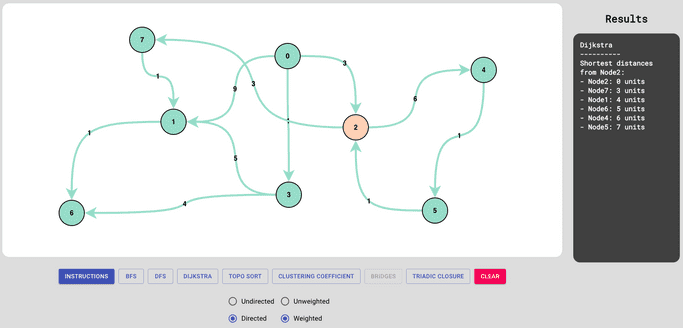 7
0
4
1
2
3
6
5
1
3
3
9
6
1
1
1
5
4
1
Results
Dijkstra
----------
Shortest distances
from Node2:
- Node2: 0 units
- Node7: 3 units
- Node1: 4 units
- Node6: 5 units
- Node4: 6 units
- Node5: 7 units
INSTRUCTIONS BFS DFS DIJKSTRA TOPO SORT CLUSTERING COEFFICIENT BRIDGES TRIADIC CLOSURE CLEAR
Undirected Unweighted
Directed Weighted